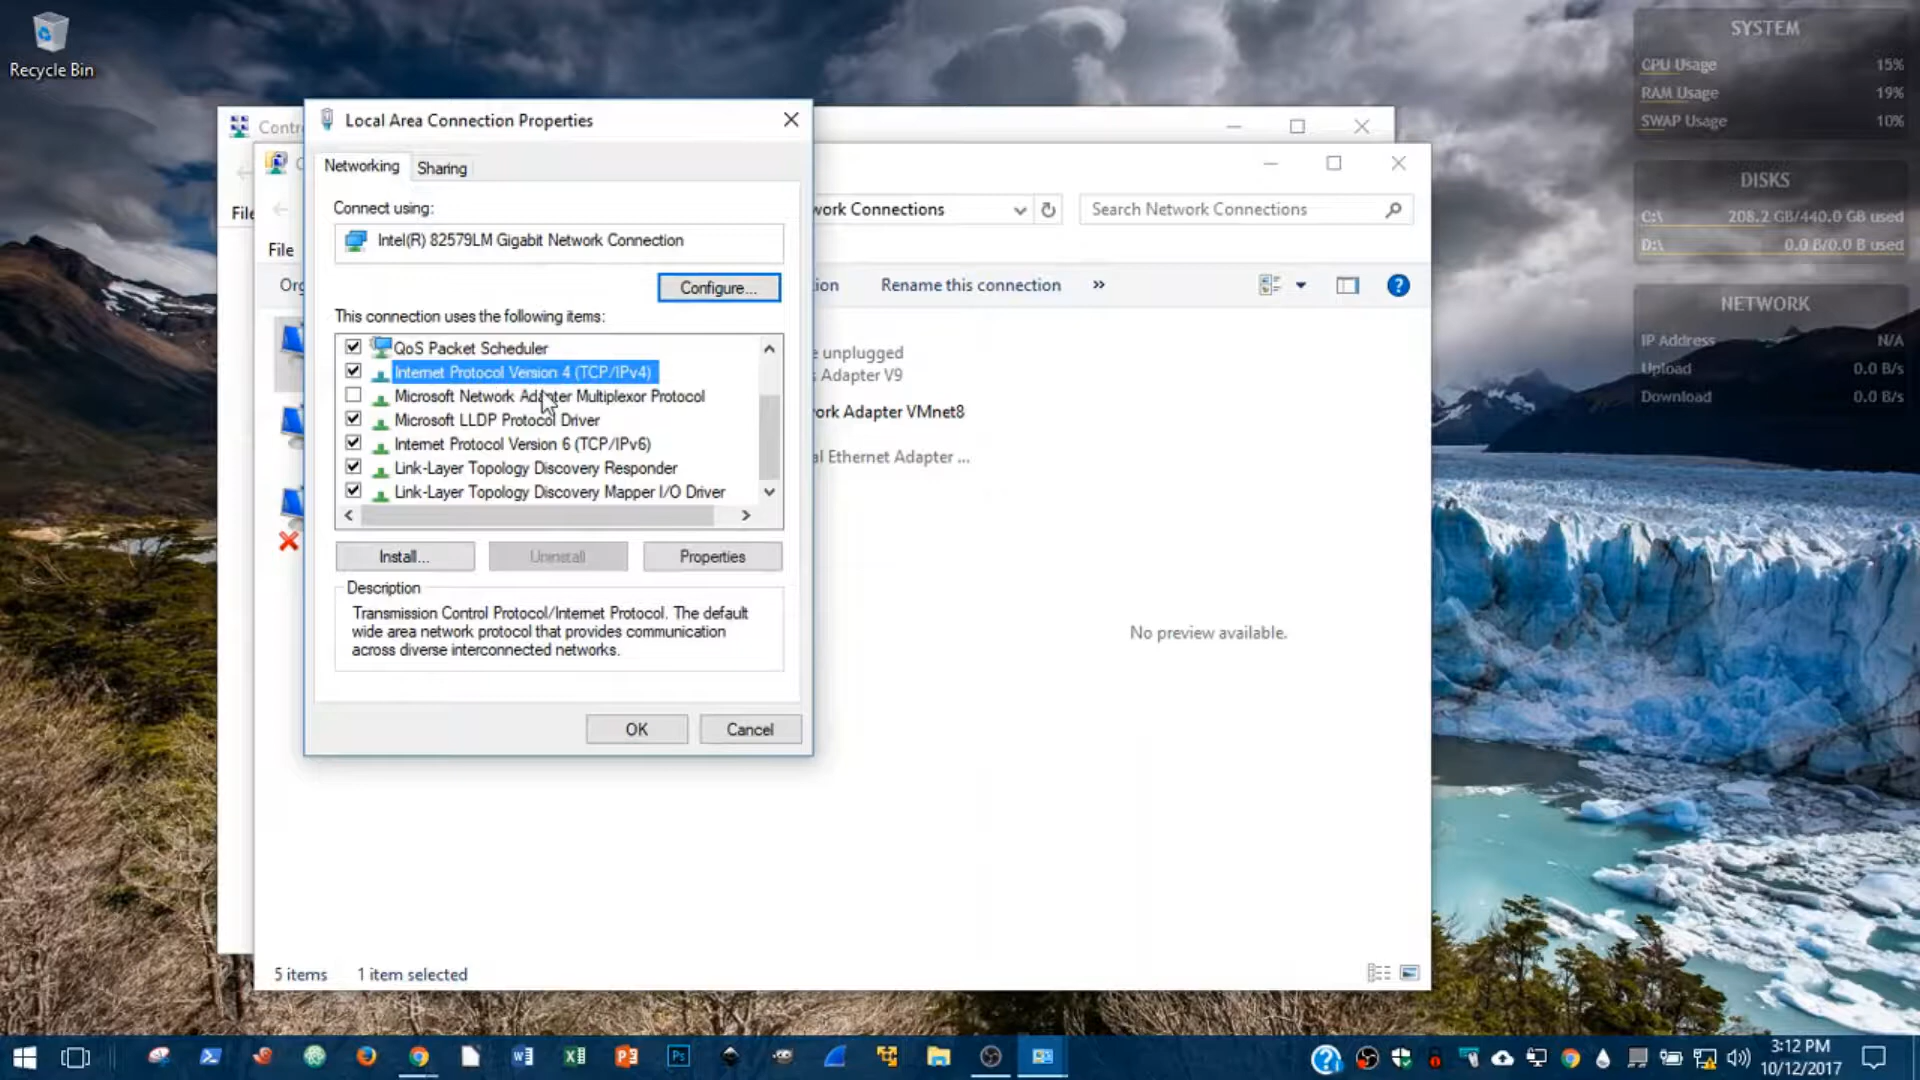 Recycle Bin
SYSTEM
CPU Usage 15%
RAM Usage 19%
SWAP Usage 10%
DISKS
C:\ 208.2 GB/440.0 GB used
D:\ 0.0 B/0.0 B used
NETWORK
IP Address N/A
Upload 0.0 B/s
Download 0.0 B/s
Contr
File
Local Area Connection Properties
Networking
Sharing
Connect using:
Intel(R) 82579LM Gigabit Network Connection
Configure...
This connection uses the following items:
QoS Packet Scheduler
Internet Protocol Version 4 (TCP/IPv4)
Microsoft Network Adapter Multiplexor Protocol
Microsoft LLDP Protocol Driver
Internet Protocol Version 6 (TCP/IPv6)
Link-Layer Topology Discovery Responder
Link-Layer Topology Discovery Mapper I/O Driver
Install...
Uninstall
Properties
Description
Transmission Control Protocol/Internet Protocol. The default
wide area network protocol that provides communication
across diverse interconnected networks.
OK
Cancel
work Connections
Search Network Connections
File
Org
ion
Rename this connection
»
e unplugged
s Adapter V9
ork Adapter VMnet8
al Ethernet Adapter ...
No preview available.
5 items 1 item selected
3:12 PM
10/12/2017